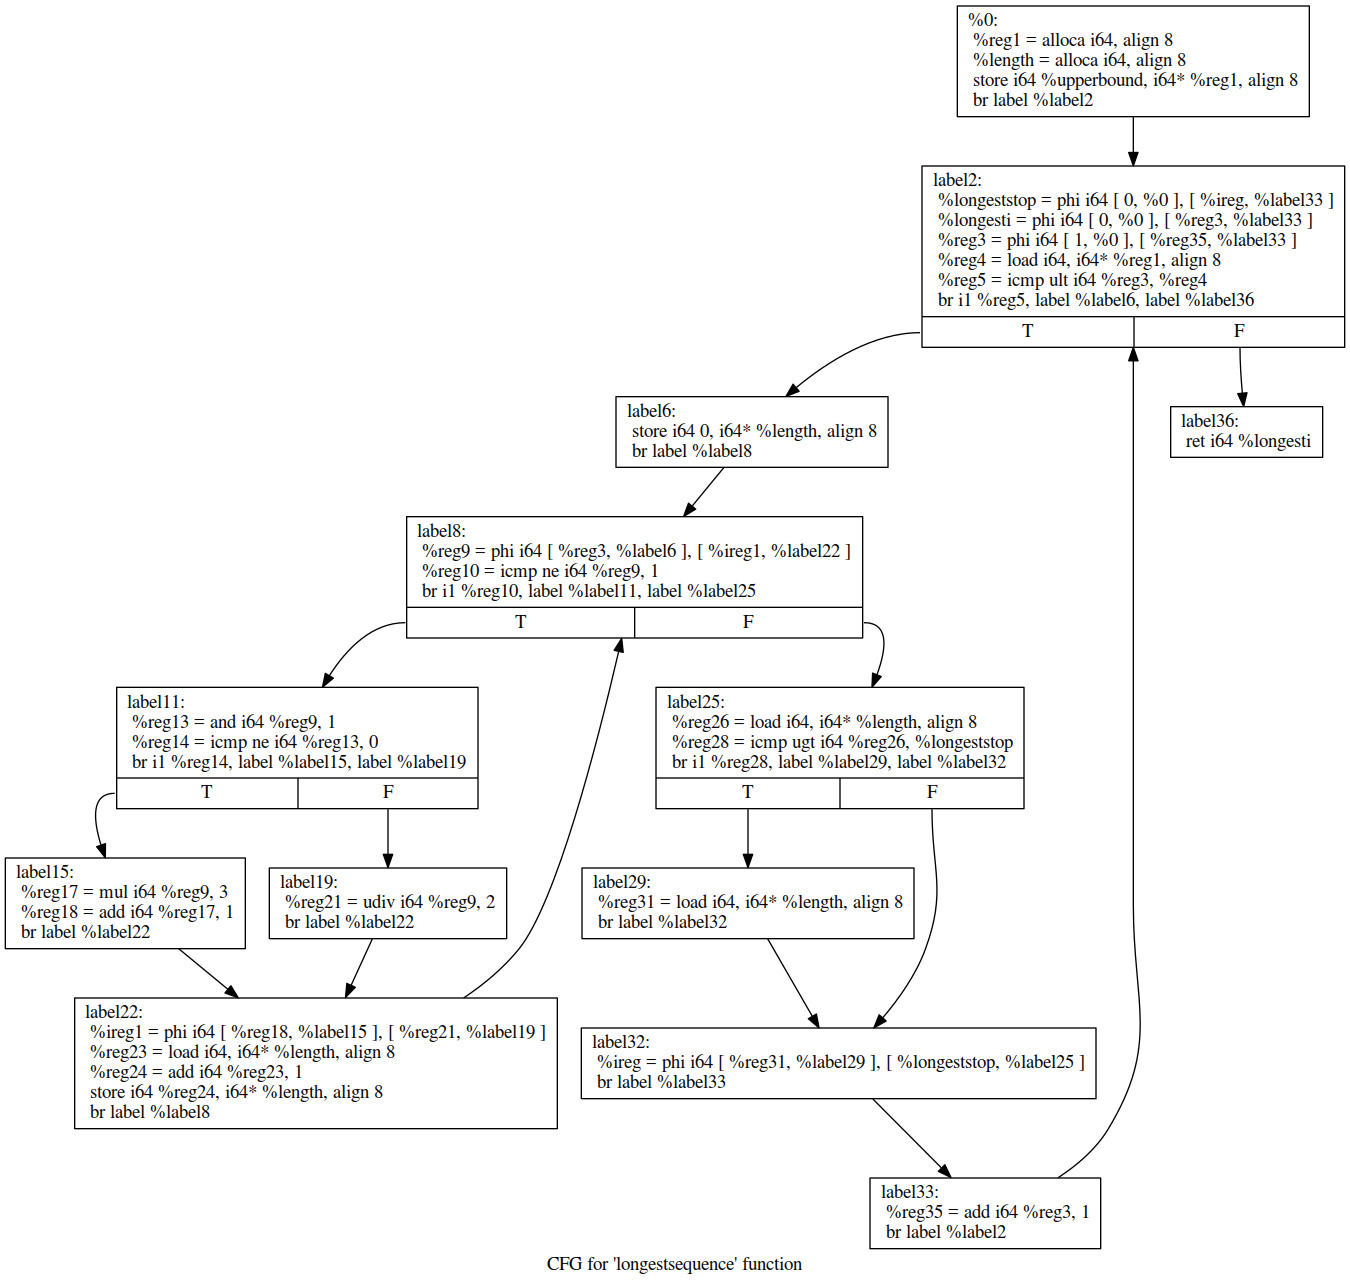 %0:
%reg1 = alloca i64, align 8
%length = alloca i64, align 8
store i64 %upperbound, i64* %reg1, align 8
br label %label2
label2:
%longeststop = phi i64 [ 0, %0 ], [ %ireg, %label33 ]
%longesti = phi i64 [ 0, %0 ], [ %reg3, %label33 ]
%reg3 = phi i64 [ 1, %0 ], [ %reg35, %label33 ]
%reg4 = load i64, i64* %reg1, align 8
%reg5 = icmp ult i64 %reg3, %reg4
br i1 %reg5, label %label6, label %label36
T
F
label6:
store i64 0, i64* %length, align 8
br label %label8
label36:
ret i64 %longesti
label8:
%reg9 = phi i64 [ %reg3, %label6 ], [ %ireg1, %label22 ]
%reg10 = icmp ne i64 %reg9, 1
br i1 %reg10, label %label11, label %label25
T
F
label11:
%reg13 = and i64 %reg9, 1
%reg14 = icmp ne i64 %reg13, 0
br i1 %reg14, label %label15, label %label19
T
F
label25:
%reg26 = load i64, i64* %length, align 8
%reg28 = icmp ugt i64 %reg26, %longeststop
br i1 %reg28, label %label29, label %label32
T
F
label15:
%reg17 = mul i64 %reg9, 3
%reg18 = add i64 %reg17, 1
br label %label22
label19:
%reg21 = udiv i64 %reg9, 2
br label %label22
label29:
%reg31 = load i64, i64* %length, align 8
br label %label32
label22:
%ireg1 = phi i64 [ %reg18, %label15 ], [ %reg21, %label19 ]
%reg23 = load i64, i64* %length, align 8
%reg24 = add i64 %reg23, 1
store i64 %reg24, i64* %length, align 8
br label %label8
label32:
%ireg = phi i64 [ %reg31, %label29 ], [ %longeststop, %label25 ]
br label %label33
label33:
%reg35 = add i64 %reg3, 1
br label %label2
CFG for 'longestsequence' function